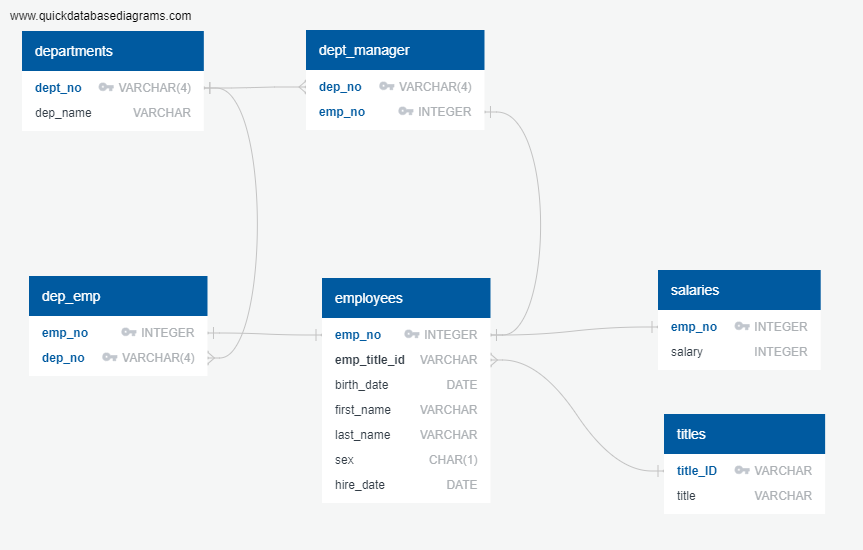 www.quickdatabasediagrams.com
departments
dept_no VARCHAR(4)
dep_name VARCHAR
dept_manager
dep_no VARCHAR(4)
emp_no INTEGER
dep_emp
emp_no INTEGER
dep_no VARCHAR(4)
employees
emp_no INTEGER
emp_title_id VARCHAR
birth_date DATE
first_name VARCHAR
last_name VARCHAR
sex CHAR(1)
hire_date DATE
salaries
emp_no INTEGER
salary INTEGER
titles
title_ID VARCHAR
title VARCHAR